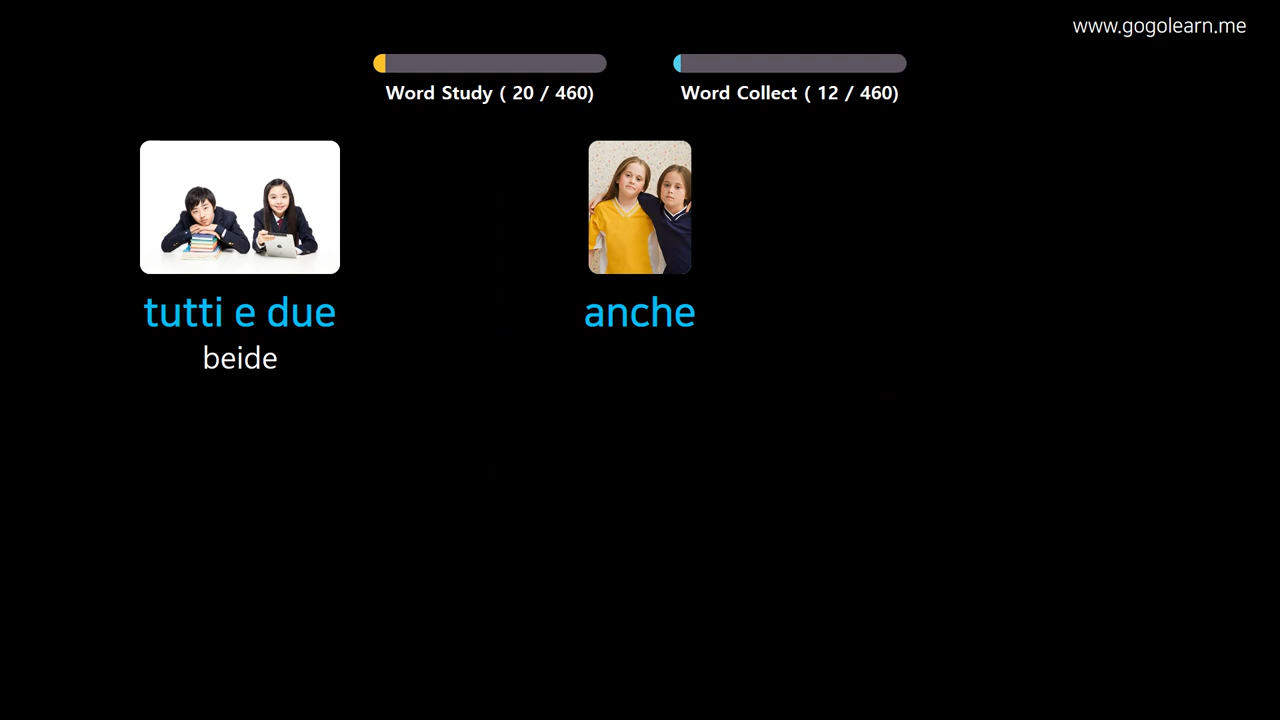 www.gogolearn.me
Word Study ( 20 / 460)
Word Collect ( 12 / 460)
tutti e due
anche
beide